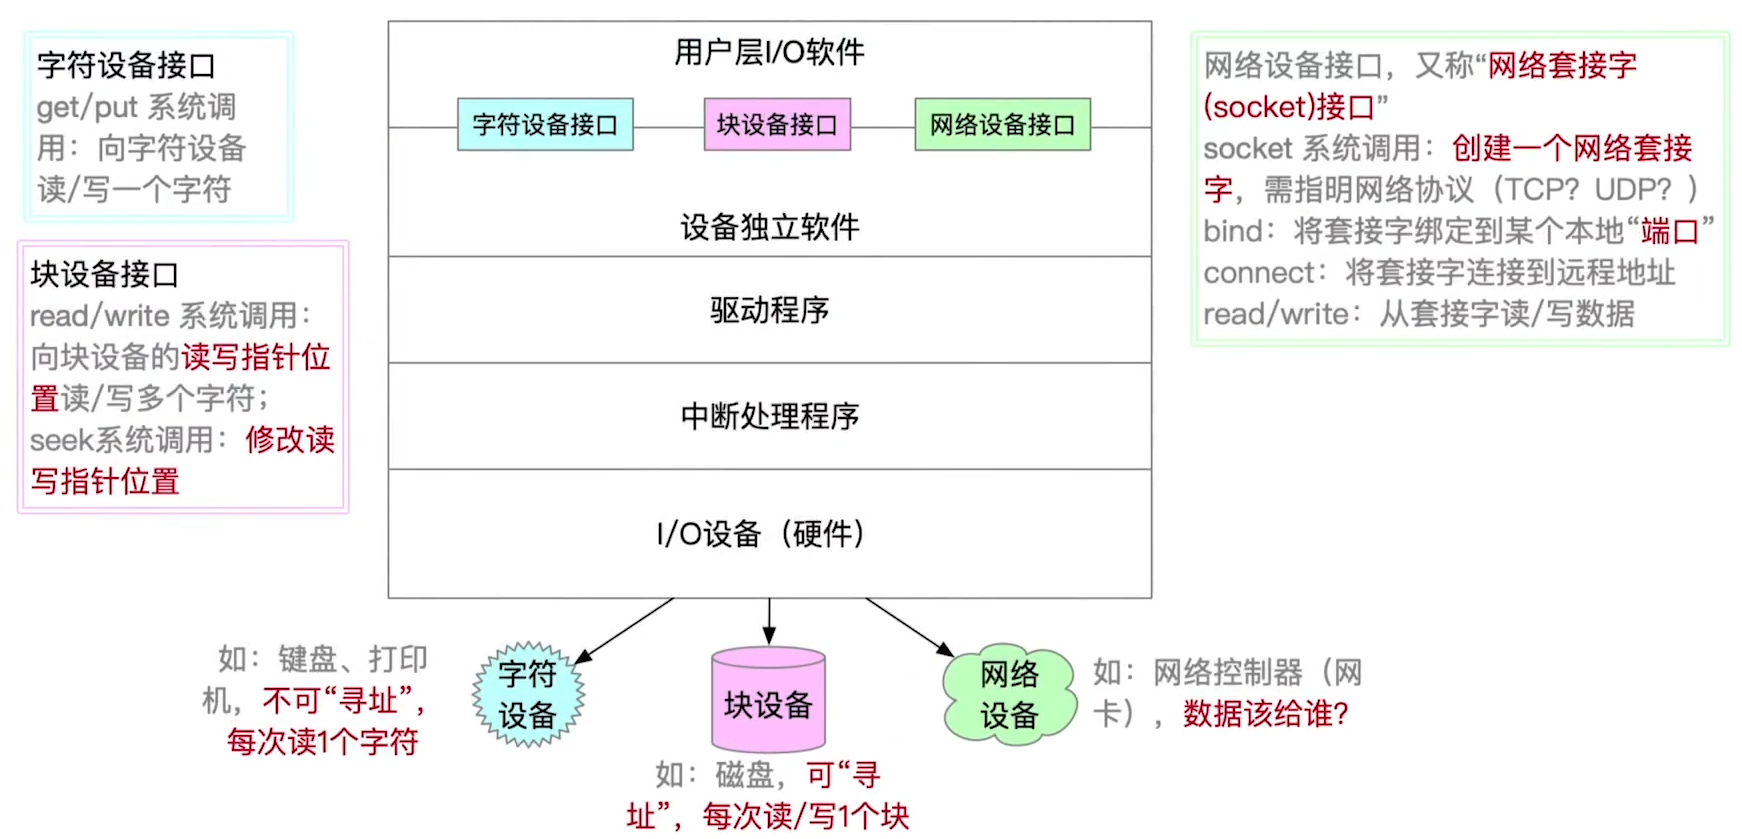 字符设备接口
get/put 系统调
用：向字符设备
读/写一个字符
块设备接口
read/write 系统调用：
向块设备的读写指针位
置读/写多个字符；
seek系统调用：修改读
写指针位置
用户层I/O软件
字符设备接口
块设备接口
网络设备接口
设备独立软件
驱动程序
中断处理程序
I/O设备（硬件）
网络设备接口，又称“网络套接字
(socket)接口”
socket 系统调用：创建一个网络套接
字，需指明网络协议（TCP？UDP？）
bind：将套接字绑定到某个本地“端口”
connect：将套接字连接到远程地址
read/write：从套接字读/写数据
如：键盘、打印
机，不可“寻址”，
每次读1个字符
字符
设备
块设备
如：磁盘，可“寻
址”，每次读/写1个块
网络
设备
如：网络控制器（网
卡），数据该给谁？